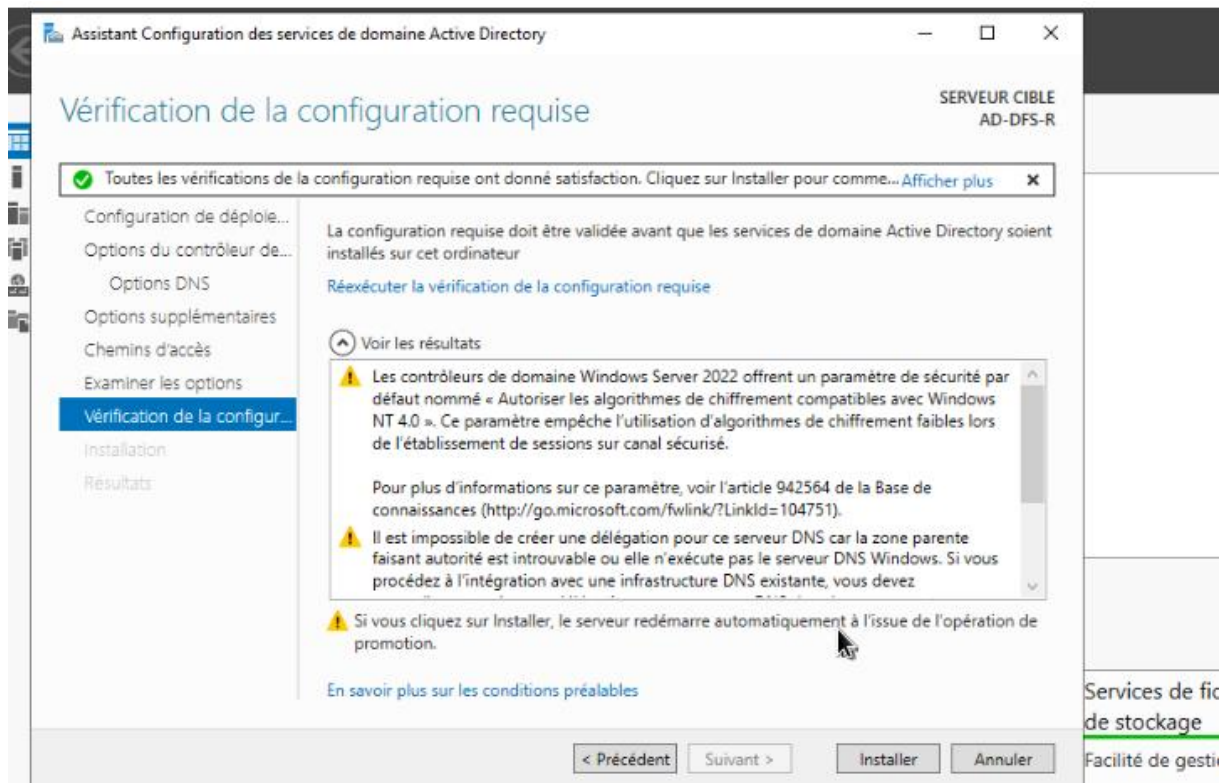 Assistant Configuration des services de domaine Active Directory
Vérification de la configuration requise
SERVEUR CIBLE
AD-DFS-R
Toutes les vérifications de la configuration requise ont donné satisfaction. Cliquez sur Installer pour comme... Afficher plus
Configuration de déploie...
Options du contrôleur de...
Options DNS
Options supplémentaires
Chemins d'accès
Examiner les options
Vérification de la configur...
Installation
Résultats
La configuration requise doit être validée avant que les services de domaine Active Directory soient
installés sur cet ordinateur
Réexécuter la vérification de la configuration requise
Voir les résultats
Les contrôleurs de domaine Windows Server 2022 offrent un paramètre de sécurité par
défaut nommé « Autoriser les algorithmes de chiffrement compatibles avec Windows
NT 4.0 ». Ce paramètre empêche l'utilisation d'algorithmes de chiffrement faibles lors
de l'établissement de sessions sur canal sécurisé.
Pour plus d'informations sur ce paramètre, voir l'article 942564 de la Base de
connaissances (http://go.microsoft.com/fwlink/?LinkId=104751).
Il est impossible de créer une délégation pour ce serveur DNS car la zone parente
faisant autorité est introuvable ou elle n'exécute pas le serveur DNS Windows. Si vous
procédez à l'intégration avec une infrastructure DNS existante, vous devez
Si vous cliquez sur Installer, le serveur redémarre automatiquement à l'issue de l'opération de
promotion.
En savoir plus sur les conditions préalables
< Précédent
Suivant >
Installer
Annuler
Services de fic
de stockage
Facilité de gesti